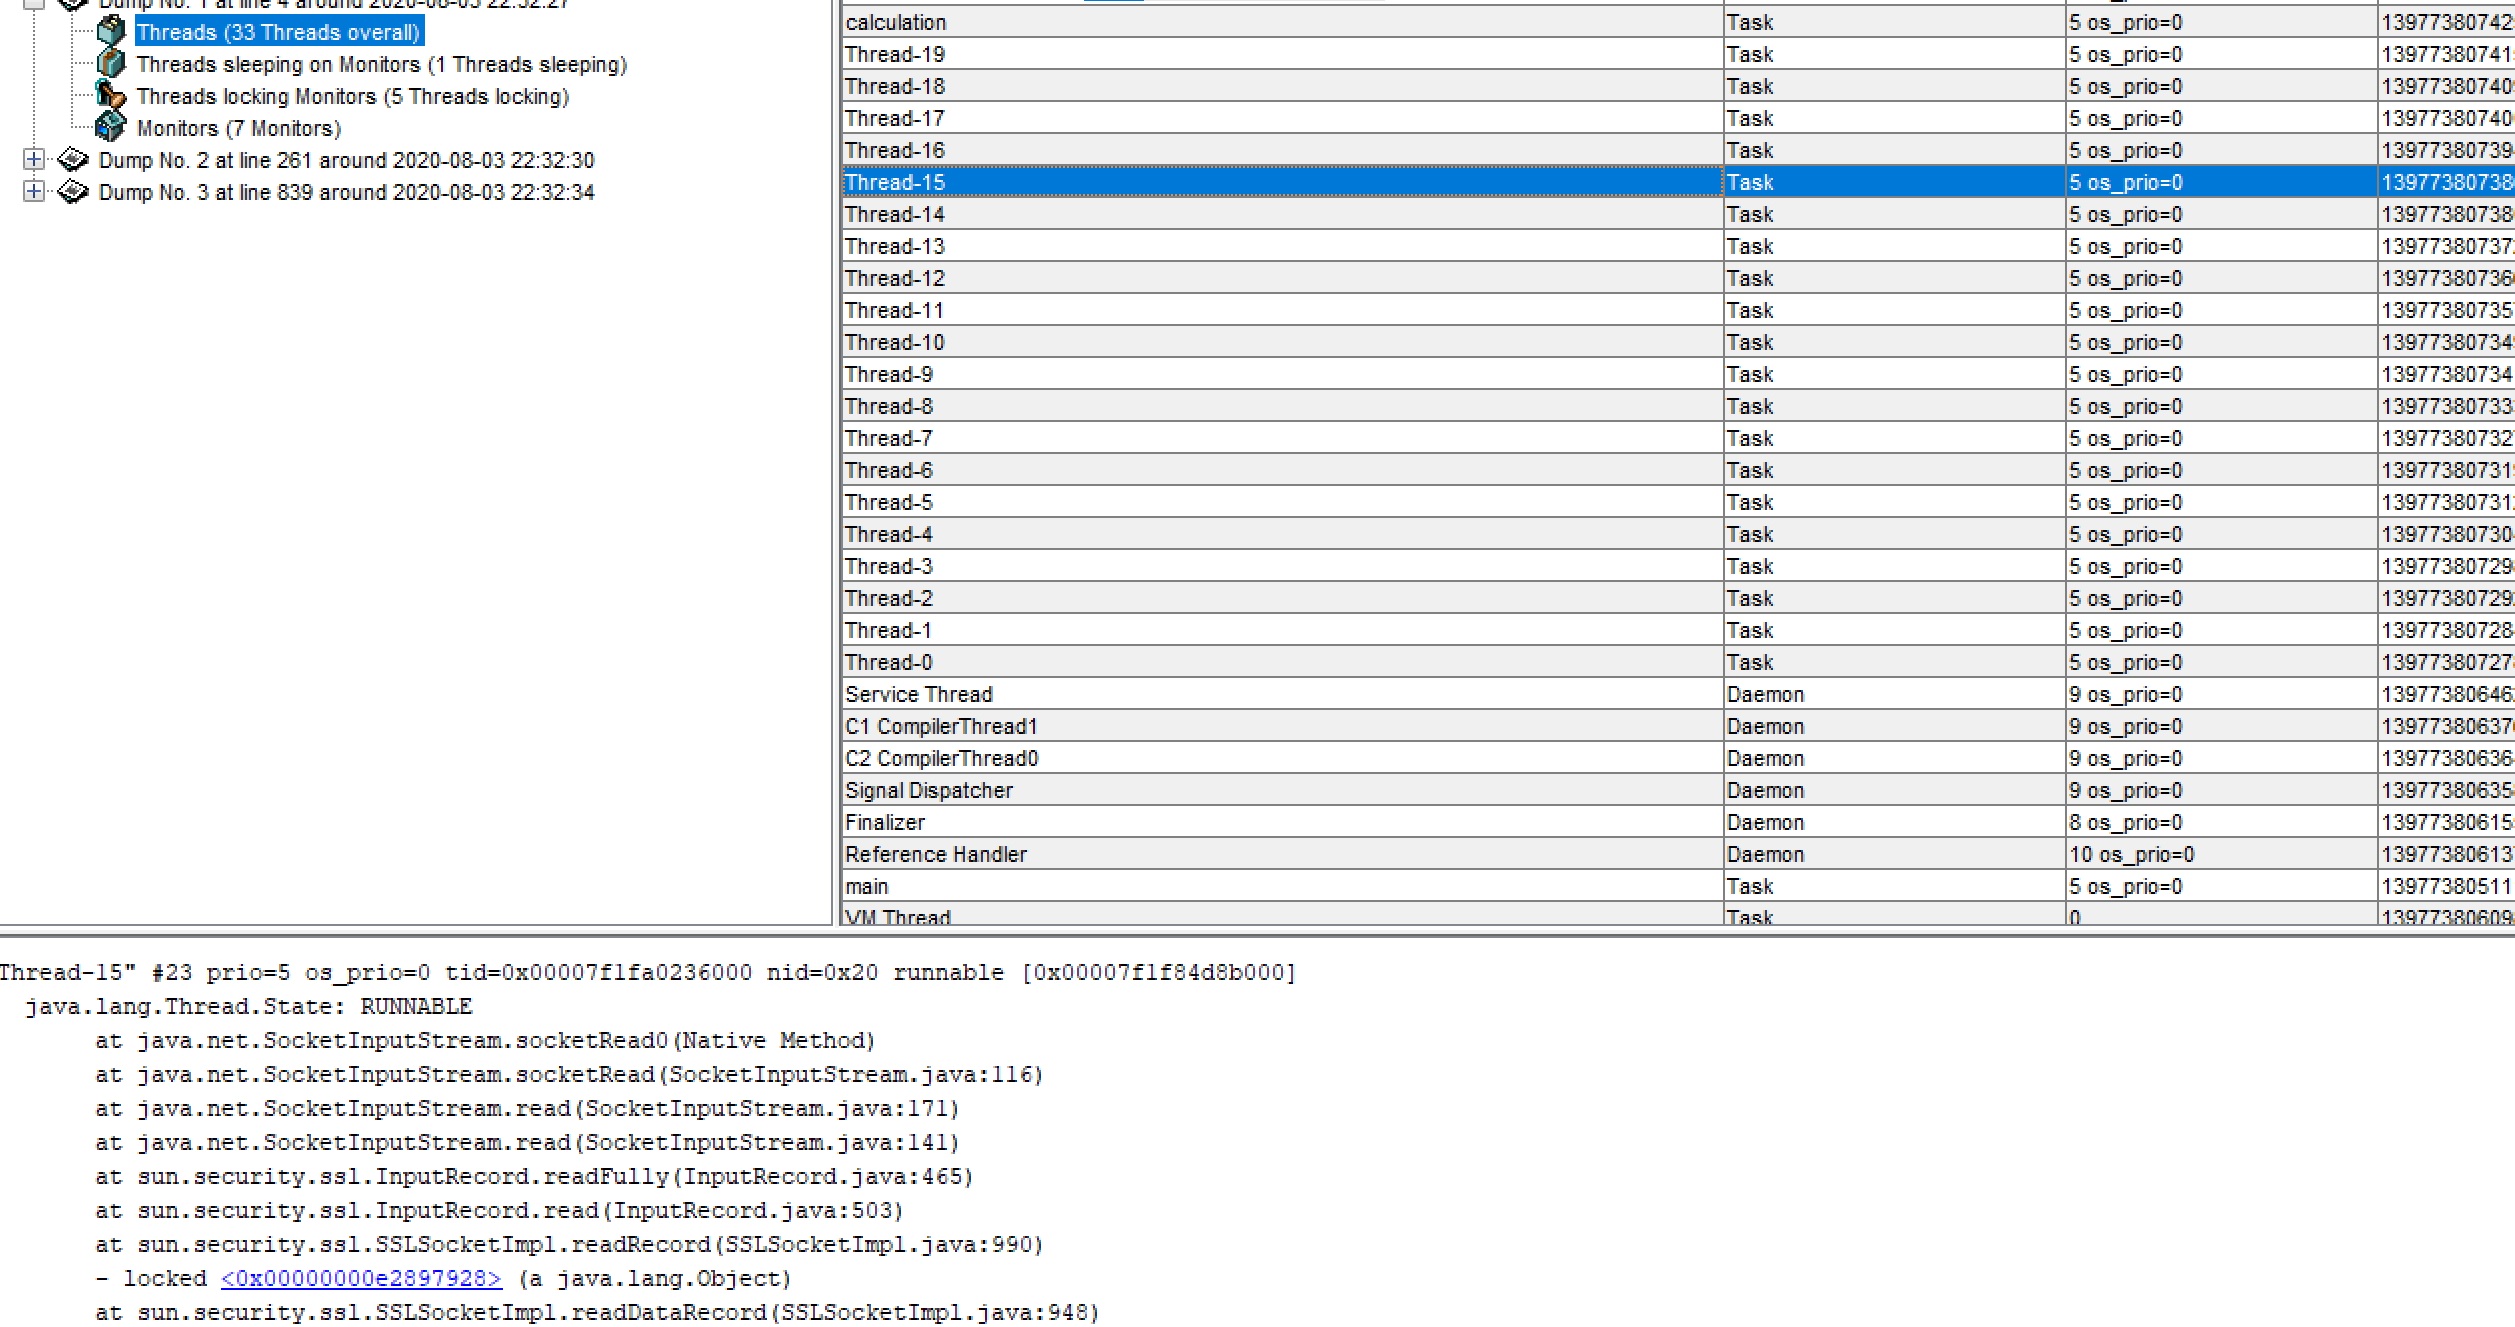 Dump No. 1 at line 4 around 2020-08-03 22:32:27
Threads (33 Threads overall)
Threads sleeping on Monitors (1 Threads sleeping)
Threads locking Monitors (5 Threads locking)
Monitors (7 Monitors)
Dump No. 2 at line 261 around 2020-08-03 22:32:30
Dump No. 3 at line 839 around 2020-08-03 22:32:34
calculation Task 5 os_prio=0 13977380742
Thread-19 Task 5 os_prio=0 13977380741
Thread-18 Task 5 os_prio=0 13977380740
Thread-17 Task 5 os_prio=0 13977380740
Thread-16 Task 5 os_prio=0 13977380739
Thread-15 Task 5 os_prio=0 13977380738
Thread-14 Task 5 os_prio=0 13977380738
Thread-13 Task 5 os_prio=0 13977380737
Thread-12 Task 5 os_prio=0 13977380736
Thread-11 Task 5 os_prio=0 13977380735
Thread-10 Task 5 os_prio=0 13977380734
Thread-9 Task 5 os_prio=0 13977380734
Thread-8 Task 5 os_prio=0 13977380733
Thread-7 Task 5 os_prio=0 13977380732
Thread-6 Task 5 os_prio=0 13977380731
Thread-5 Task 5 os_prio=0 13977380731
Thread-4 Task 5 os_prio=0 13977380730
Thread-3 Task 5 os_prio=0 13977380729
Thread-2 Task 5 os_prio=0 13977380729
Thread-1 Task 5 os_prio=0 13977380728
Thread-0 Task 5 os_prio=0 13977380727
Service Thread Daemon 9 os_prio=0 13977380646
C1 CompilerThread1 Daemon 9 os_prio=0 13977380637
C2 CompilerThread0 Daemon 9 os_prio=0 13977380636
Signal Dispatcher Daemon 9 os_prio=0 13977380635
Finalizer Daemon 8 os_prio=0 13977380615
Reference Handler Daemon 10 os_prio=0 13977380613
main Task 5 os_prio=0 13977380511
VM Thread Task 0 13977380609
Thread-15" #23 prio=5 os_prio=0 tid=0x00007f1fa0236000 nid=0x20 runnable [0x00007f1f84d8b000]
java.lang.Thread.State: RUNNABLE
at java.net.SocketInputStream.socketRead0(Native Method)
at java.net.SocketInputStream.socketRead(SocketInputStream.java:116)
at java.net.SocketInputStream.read(SocketInputStream.java:171)
at java.net.SocketInputStream.read(SocketInputStream.java:141)
at sun.security.ssl.InputRecord.readFully(InputRecord.java:465)
at sun.security.ssl.InputRecord.read(InputRecord.java:503)
at sun.security.ssl.SSLSocketImpl.readRecord(SSLSocketImpl.java:990)
- locked <0x00000000e2897928> (a java.lang.Object)
at sun.security.ssl.SSLSocketImpl.readDataRecord(SSLSocketImpl.java:948)